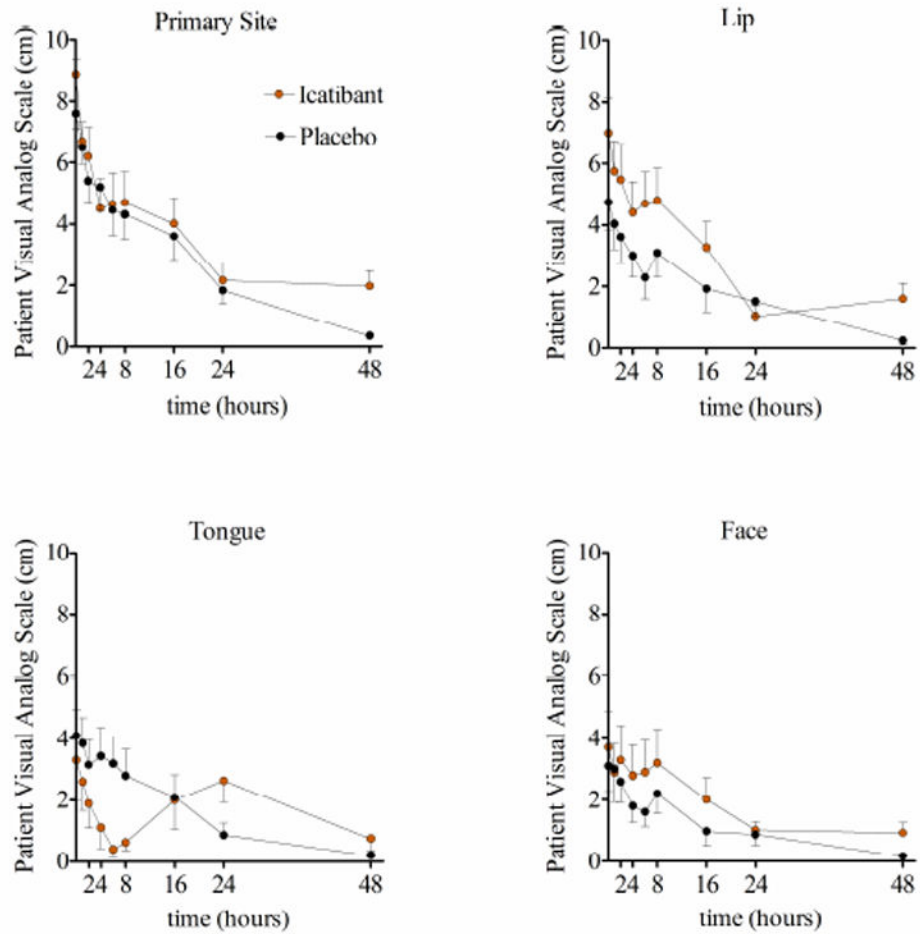 Primary Site
Patient Visual Analog Scale (cm)
10
8
6
4
2
0
Icatibant
Placebo
24 8 16 24 48
time (hours)
Lip
Patient Visual Analog Scale (cm)
10
8
6
4
2
0
24 8 16 24 48
time (hours)
Tongue
Patient Visual Analog Scale (cm)
10
8
6
4
2
0
24 8 16 24 48
time (hours)
Face
Patient Visual Analog Scale (cm)
10
8
6
4
2
0
24 8 16 24 48
time (hours)